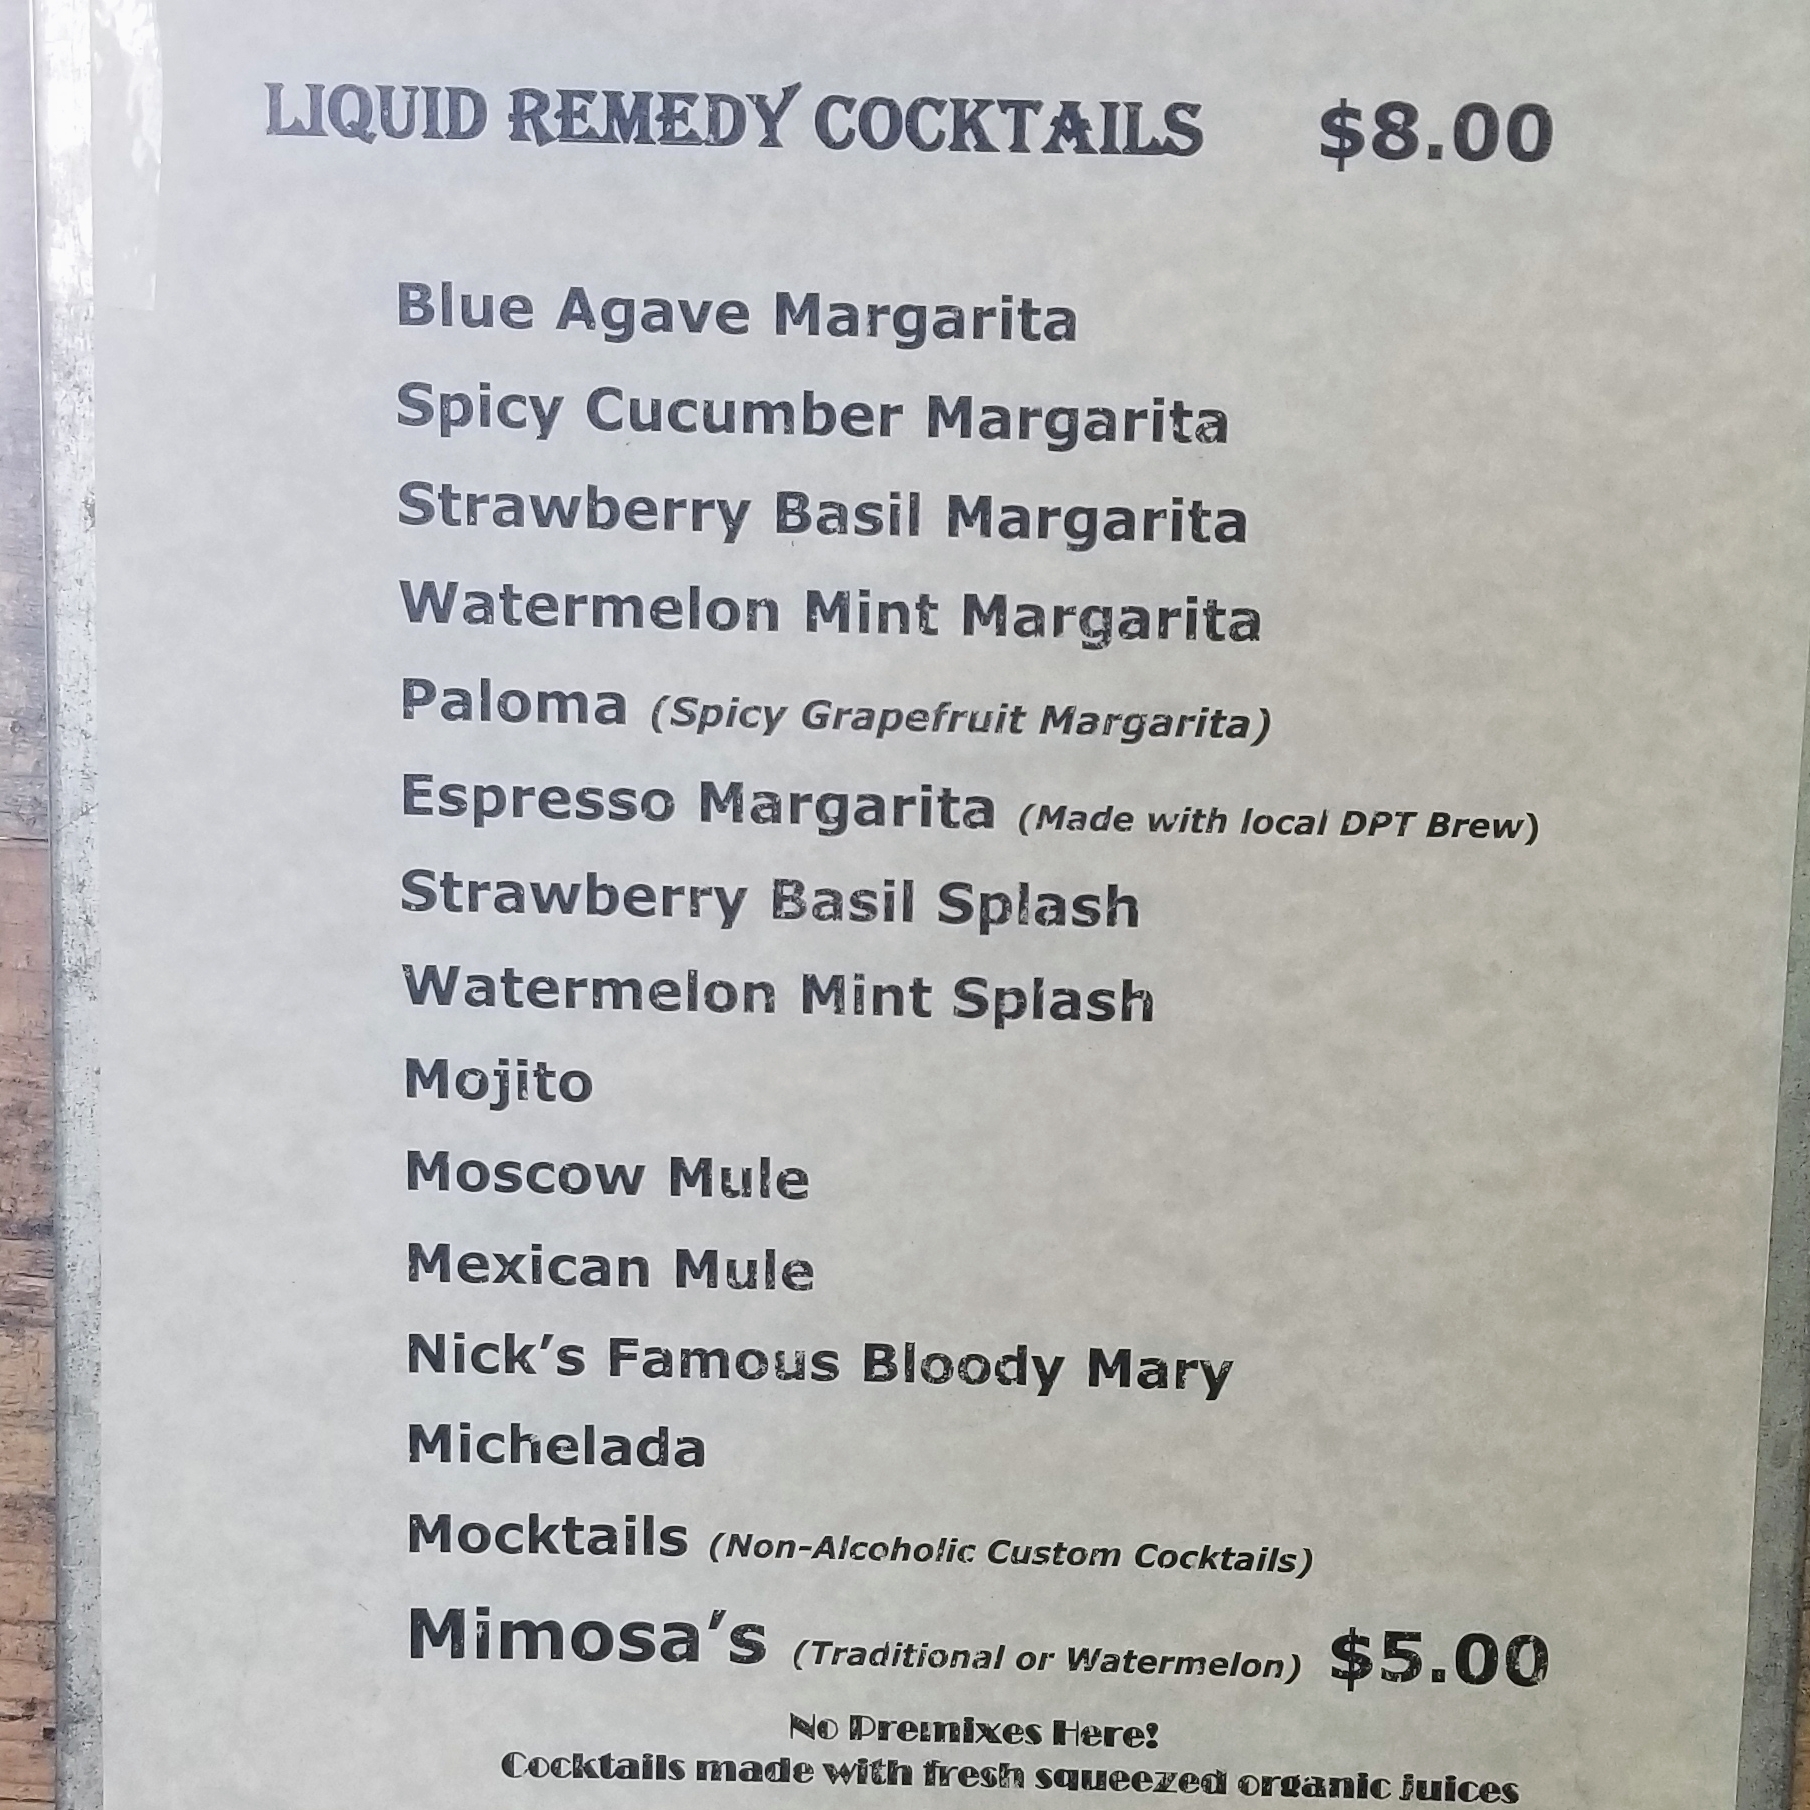 LIQUID REMEDY COCKTAILS $8.00
Blue Agave Margarita
Spicy Cucumber Margarita
Strawberry Basil Margarita
Watermelon Mint Margarita
Paloma (Spicy Grapefruit Margarita)
Espresso Margarita (Made with local DPT Brew)
Strawberry Basil Splash
Watermelon Mint Splash
Mojito
Moscow Mule
Mexican Mule
Nick’s Famous Bloody Mary
Michelada
Mocktails (Non-Alcoholic Custom Cocktails)
Mimosa’s (Traditional or Watermelon) $5.00
No Premixes Here!
Cocktails made with fresh squeezed organic juices